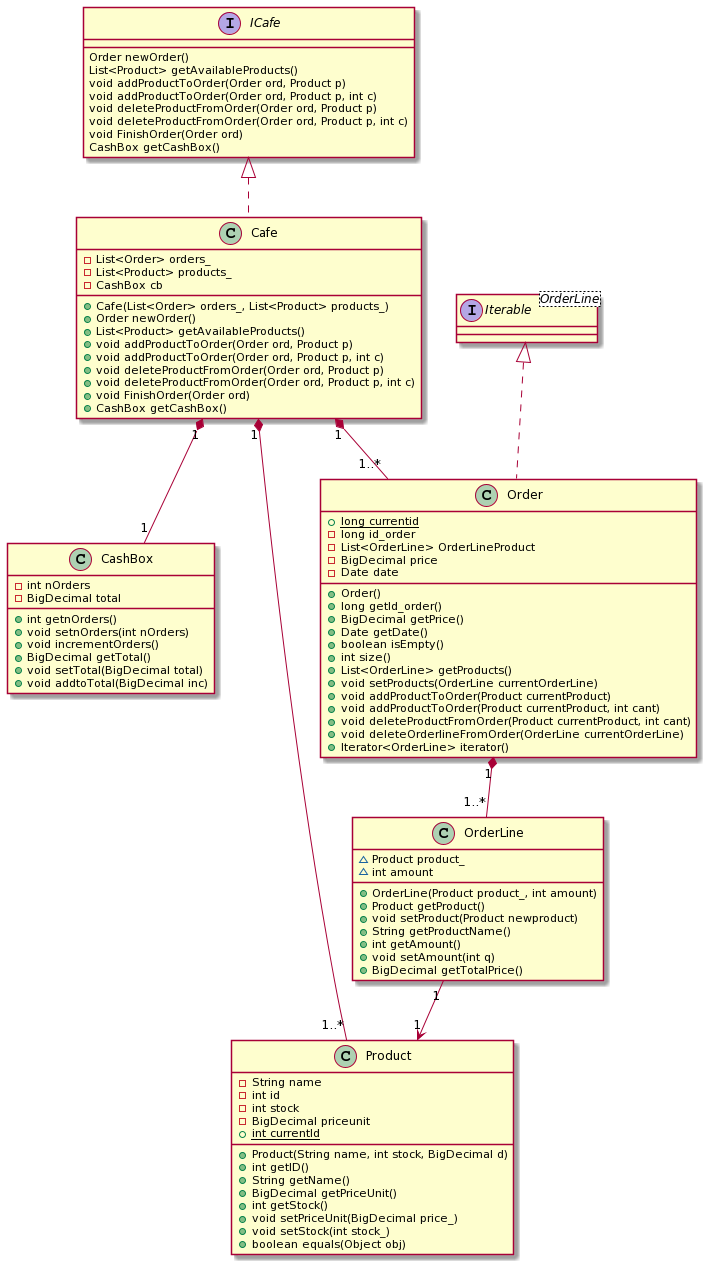 I ICafe
Order newOrder()
List<Product> getAvailableProducts()
void addProductToOrder(Order ord, Product p)
void addProductToOrder(Order ord, Product p, int c)
void deleteProductFromOrder(Order ord, Product p)
void deleteProductFromOrder(Order ord, Product p, int c)
void FinishOrder(Order ord)
CashBox getCashBox()
C Cafe
List<Order> orders_
List<Product> products_
CashBox cb
Cafe(List<Order> orders_, List<Product> products_)
Order newOrder()
List<Product> getAvailableProducts()
void addProductToOrder(Order ord, Product p)
void addProductToOrder(Order ord, Product p, int c)
void deleteProductFromOrder(Order ord, Product p)
void deleteProductFromOrder(Order ord, Product p, int c)
void FinishOrder(Order ord)
CashBox getCashBox()
OrderLine
I Iterable
1 1 1
1..*
1
C Order
long currentid
long id_order
List<OrderLine> OrderLineProduct
BigDecimal price
Date date
Order()
long getId_order()
BigDecimal getPrice()
Date getDate()
boolean isEmpty()
int size()
List<OrderLine> getProducts()
void setProducts(OrderLine currentOrderLine)
void addProductToOrder(Product currentProduct)
void addProductToOrder(Product currentProduct, int cant)
void deleteProductFromOrder(Product currentProduct, int cant)
void deleteOrderlineFromOrder(OrderLine currentOrderLine)
Iterator<OrderLine> iterator()
C CashBox
int nOrders
BigDecimal total
int getnOrders()
void setnOrders(int nOrders)
void incrementOrders()
BigDecimal getTotal()
void setTotal(BigDecimal total)
void addtoTotal(BigDecimal inc)
1
1..*
C OrderLine
Product product_
int amount
OrderLine(Product product_, int amount)
Product getProduct()
void setProduct(Product newproduct)
String getProductName()
int getAmount()
void setAmount(int q)
BigDecimal getTotalPrice()
1
1..* 1
C Product
String name
int id
int stock
BigDecimal priceunit
int currentId
Product(String name, int stock, BigDecimal d)
int getID()
String getName()
BigDecimal getPriceUnit()
int getStock()
void setPriceUnit(BigDecimal price_)
void setStock(int stock_)
boolean equals(Object obj)